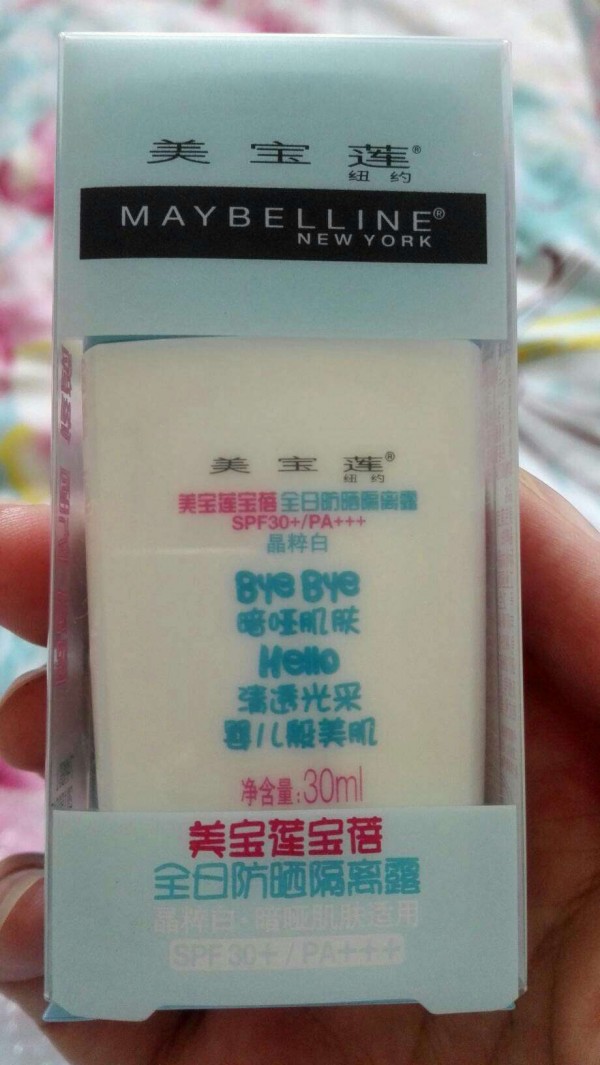 美宝莲®
纽约
MAYBELLINE®
NEW YORK
美宝莲®
纽约
美宝莲宝蓓全日防晒隔离露
SPF30+/PA+++
晶粹白
Bye Bye
暗哑肌肤
Hello
清透光采
婴儿般美肌
净含量:30ml
美宝莲宝蓓
全日防晒隔离露
晶粹白·暗哑肌肤适用
SPF 30+/PA+++